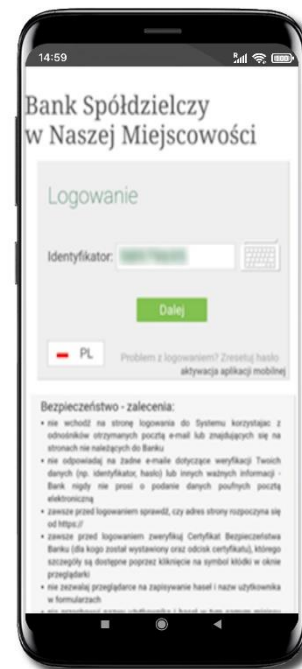 14:59
Bank Spółdzielczy
w Naszej Miejscowości
Logowanie
Identyfikator:
Dalej
PL
Problem z logowaniem? Zresetuj hasło
aktywacja aplikacji mobilnej
Bezpieczeństwo - zalecenia:
• nie wchodź na stronę logowania do Systemu korzystając z
odnośników otrzymanych pocztą e-mail lub znajdujących się na
stronach nie należących do Banku
• nie odpowiadaj na żadne e-maile dotyczące weryfikacji Twoich
danych (np. identyfikator, hasło) lub innych ważnych informacji -
Bank nigdy nie prosi o podanie danych poufnych pocztą
elektroniczną
• zawsze przed logowaniem sprawdź, czy adres strony rozpoczyna się
od https://
• zawsze przed logowaniem zweryfikuj Certyfikat Bezpieczeństwa
Banku (dla kogo został wystawiony oraz odcisk certyfikatu), którego
szczegóły są dostępne poprzez kliknięcie na symbol kłódki w oknie
przeglądarki
• nie zezwalaj przeglądarce na zapisywanie haseł i nazw użytkownika
w formularzach